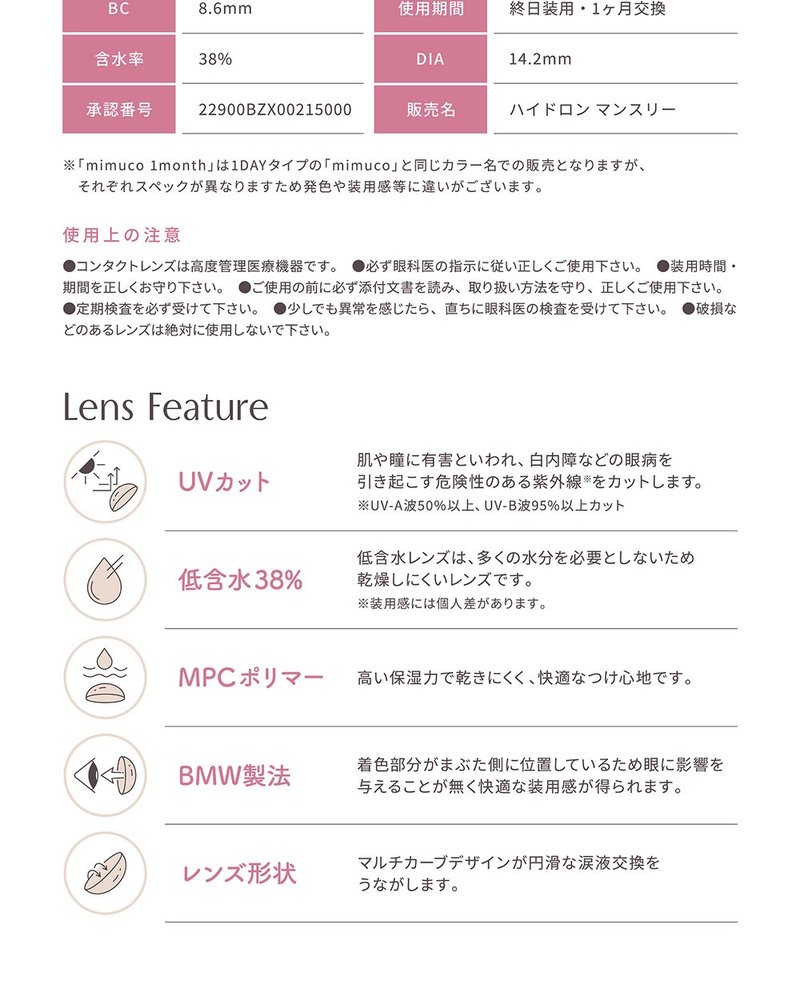 BC 8.6mm 使用期間 終日装用・1ヶ月交換
含水率 38% DIA 14.2mm
承認番号 22900BZX00215000 販売名 ハイドロン マンスリー
※「mimuco 1month」は1DAYタイプの「mimuco」と同じカラー名での販売となりますが、
それぞれスペックが異なりますため発色や装用感等に違いがございます。
使用上の注意
●コンタクトレンズは高度管理医療機器です。 ●必ず眼科医の指示に従い正しくご使用下さい。 ●装用時間・
期間を正しくお守り下さい。 ●ご使用の前に必ず添付文書を読み、取り扱い方法を守り、正しくご使用下さい。
●定期検査を必ず受けて下さい。 ●少しでも異常を感じたら、直ちに眼科医の検査を受けて下さい。 ●破損な
どのあるレンズは絶対に使用しないで下さい。
Lens Feature
UVカット
肌や瞳に有害といわれ、白内障などの眼病を
引き起こす危険性のある紫外線※をカットします。
※UV-A波50%以上、UV-B波95%以上カット
低含水38%
低含水レンズは、多くの水分を必要としないため
乾燥しにくいレンズです。
※装用感には個人差があります。
MPCポリマー
高い保湿力で乾きにくく、快適なつけ心地です。
BMW製法
着色部分がまぶた側に位置しているため眼に影響を
与えることが無く快適な装用感が得られます。
レンズ形状
マルチカーブデザインが円滑な涙液交換を
うながします。